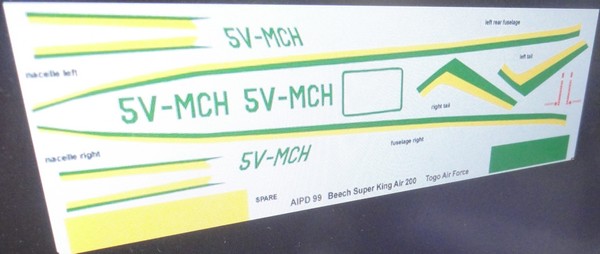 5V-MCH
left rear fuselage
nacelle left
left tail
5V-MCH 5V-MCH
right tail
nacelle right
5V-MCH
fuselage right
SPARE
AIPD 99 Beech Super King Air 200 Togo Air Force